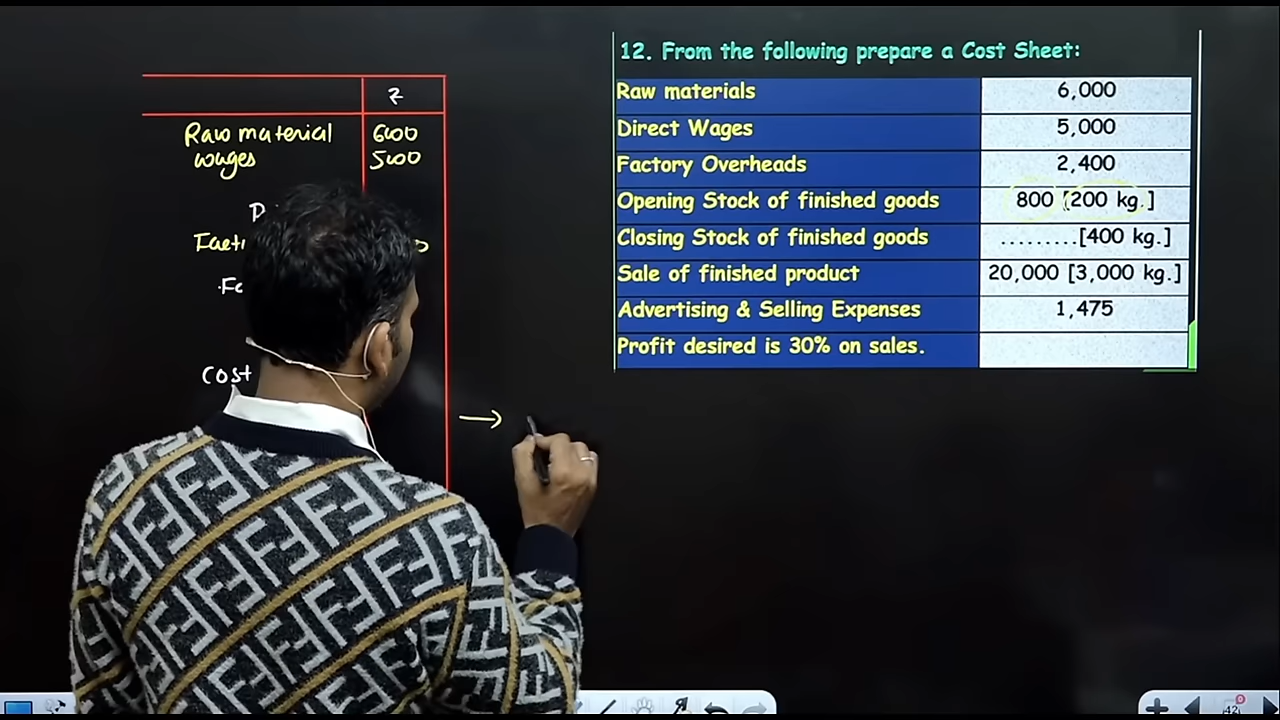 ₹
Raw material 6000
wages 5000
Cost
12. From the following prepare a Cost Sheet:
Raw materials 6,000
Direct Wages 5,000
Factory Overheads 2,400
Opening Stock of finished goods 800 [200 kg.]
Closing Stock of finished goods .........[400 kg.]
Sale of finished product 20,000 [3,000 kg.]
Advertising & Selling Expenses 1,475
Profit desired is 30% on sales.
42